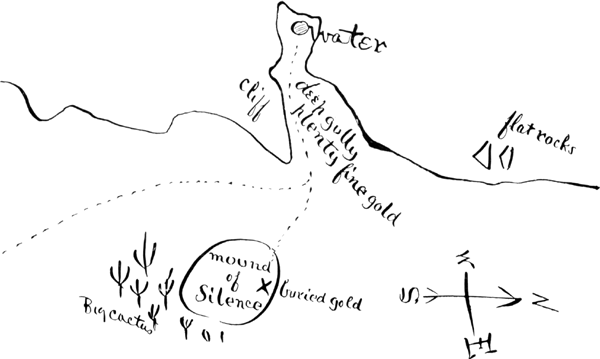 water
cliff
deep gully
plenty fine gold
flat rocks
mound
of
Silence
X
buried gold
Big cactus
S
N
E